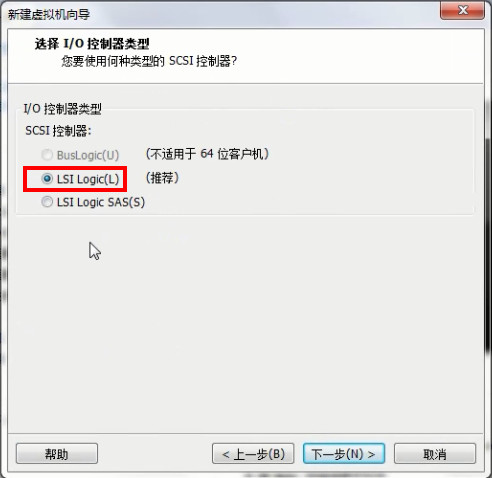 新建虚拟机向导
选择 I/O 控制器类型
您要使用何种类型的 SCSI 控制器?
I/O 控制器类型
SCSI 控制器:
BusLogic(U) (不适用于 64 位客户机)
LSI Logic(L) (推荐)
LSI Logic SAS(S)
帮助 < 上一步(B) 下一步(N) > 取消